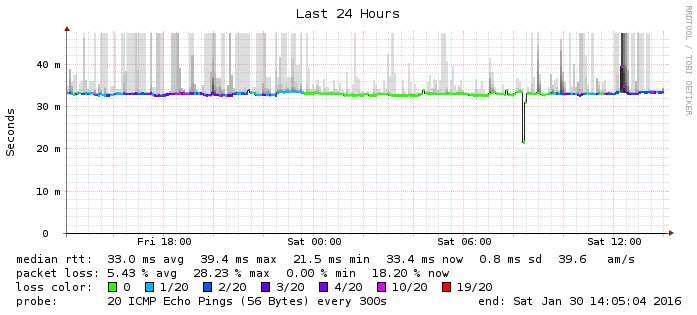 Last 24 Hours
RRDTOOL / TOBI OETIKER
Seconds
40 m
30 m
20 m
10 m
0
Fri 18:00 Sat 00:00 Sat 06:00 Sat 12:00
median rtt: 33.0 ms avg 39.4 ms max 21.5 ms min 33.4 ms now 0.8 ms sd 39.6 am/s
packet loss: 5.43 % avg 28.23 % max 0.00 % min 18.20 % now
loss color: 0 1/20 2/20 3/20 4/20 10/20 19/20
probe: 20 ICMP Echo Pings (56 Bytes) every 300s end: Sat Jan 30 14:05:04 2016